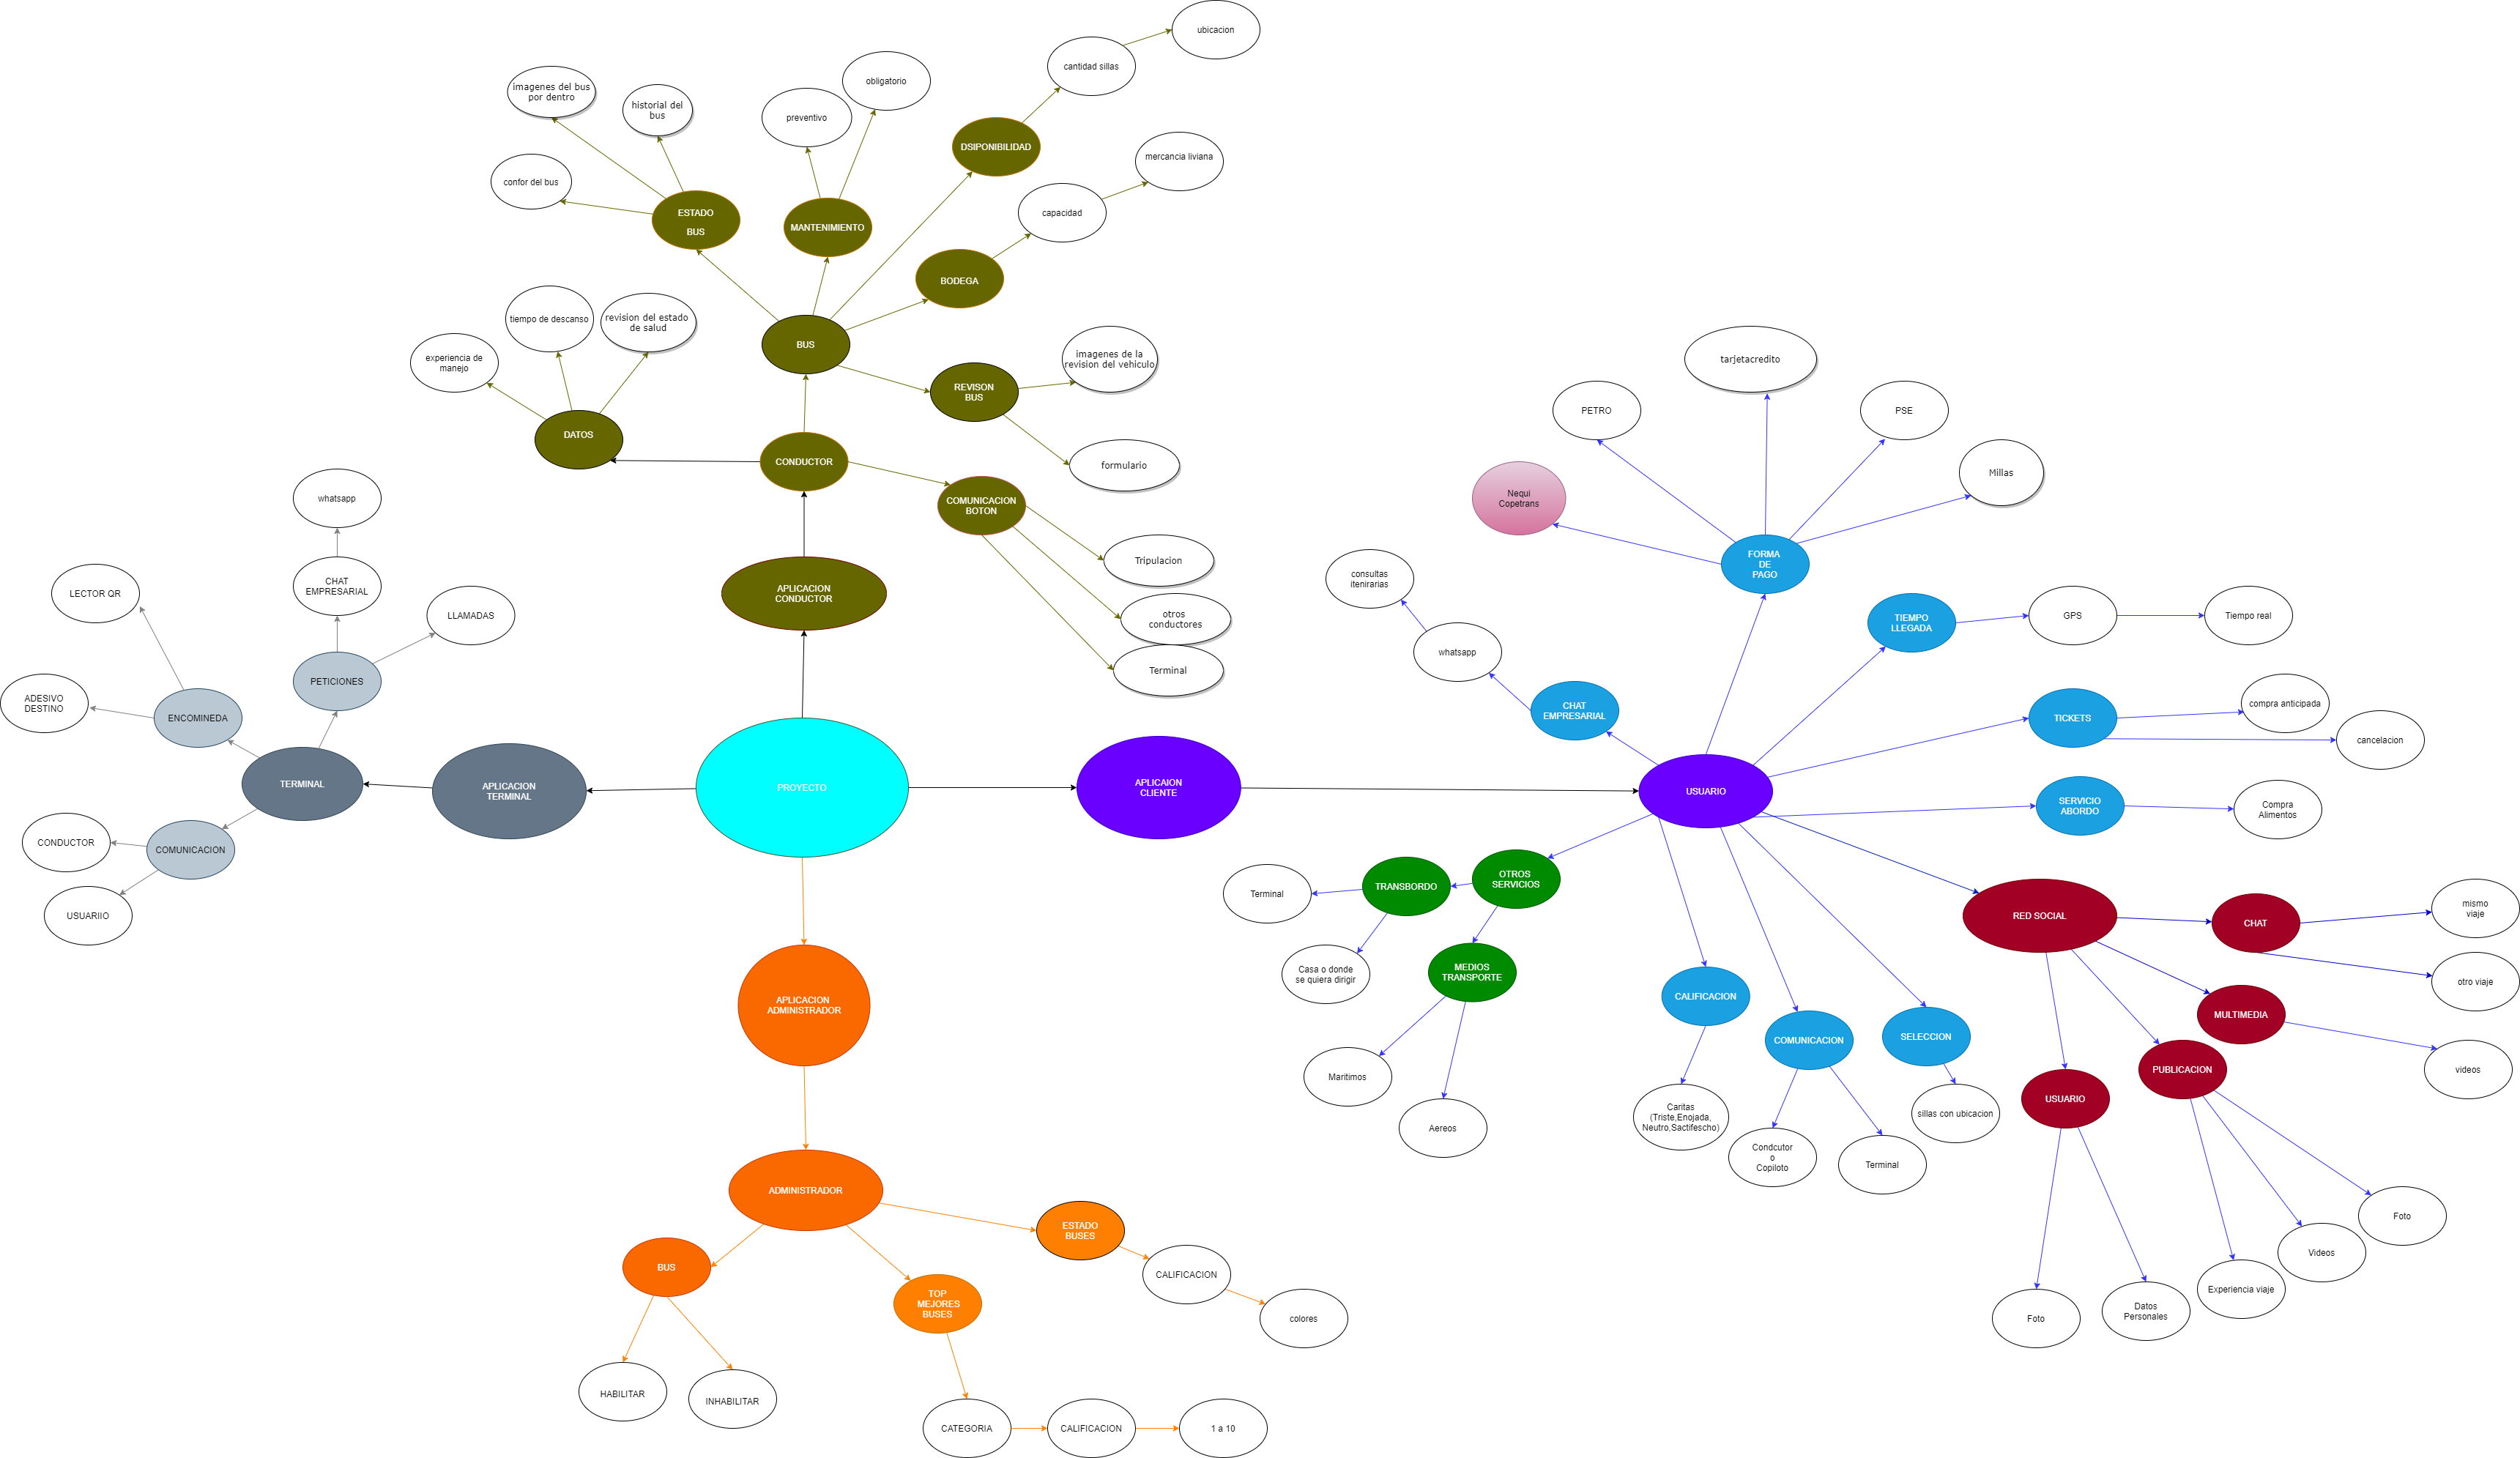 ubicacion
cantidad sillas
obligatorio
imagenes del bus
por dentro
historial del
bus
preventivo
DSIPONIBILIDAD
mercancia liviana
confor del bus
ESTADO
BUS
MANTENIMIENTO
capacidad
BODEGA
tiempo de descanso
revision del estado
de salud
BUS
experiencia de
manejo
imagenes de la
revision del vehiculo
REVISON
BUS
DATOS
CONDUCTOR
formulario
COMUNICACION
BOTON
Tripulacion
otros
conductores
Terminal
APLICACION
CONDUCTOR
whatsapp
CHAT
EMPRESARIAL
LLAMADAS
LECTOR QR
PETICIONES
ADESIVO
DESTINO
ENCOMINEDA
TERMINAL
APLICACION
TERMINAL
CONDUCTOR
COMUNICACION
USUARIIO
PROYECTO
APLICAION
CLIENTE
USUARIO
tarjetacredito
PETRO
PSE
Millas
Nequi
Copetrans
FORMA
DE
PAGO
consultas
itenirarias
whatsapp
CHAT
EMPRESARIAL
TIEMPO
LLEGADA
GPS
Tiempo real
TICKETS
compra anticipada
cancelacion
SERVICIO
ABORDO
Compra
Alimentos
OTROS
SERVICIOS
TRANSBORDO
Terminal
Casa o donde
se quiera dirigir
MEDIOS
TRANSPORTE
Maritimos
Aereos
CALIFICACION
Caritas
(Triste,Enojada,
Neutro,Sactifescho)
COMUNICACION
Condcutor
o
Copiloto
Terminal
SELECCION
sillas con ubicacion
RED SOCIAL
CHAT
mismo
viaje
otro viaje
MULTIMEDIA
videos
PUBLICACION
Foto
Videos
Experiencia viaje
USUARIO
Foto
Datos
Personales
APLICACION
ADMINISTRADOR
ADMINISTRADOR
ESTADO
BUSES
CALIFICACION
colores
BUS
HABILITAR
INHABILITAR
TOP
MEJORES
BUSES
CATEGORIA
CALIFICACION
1 a 10